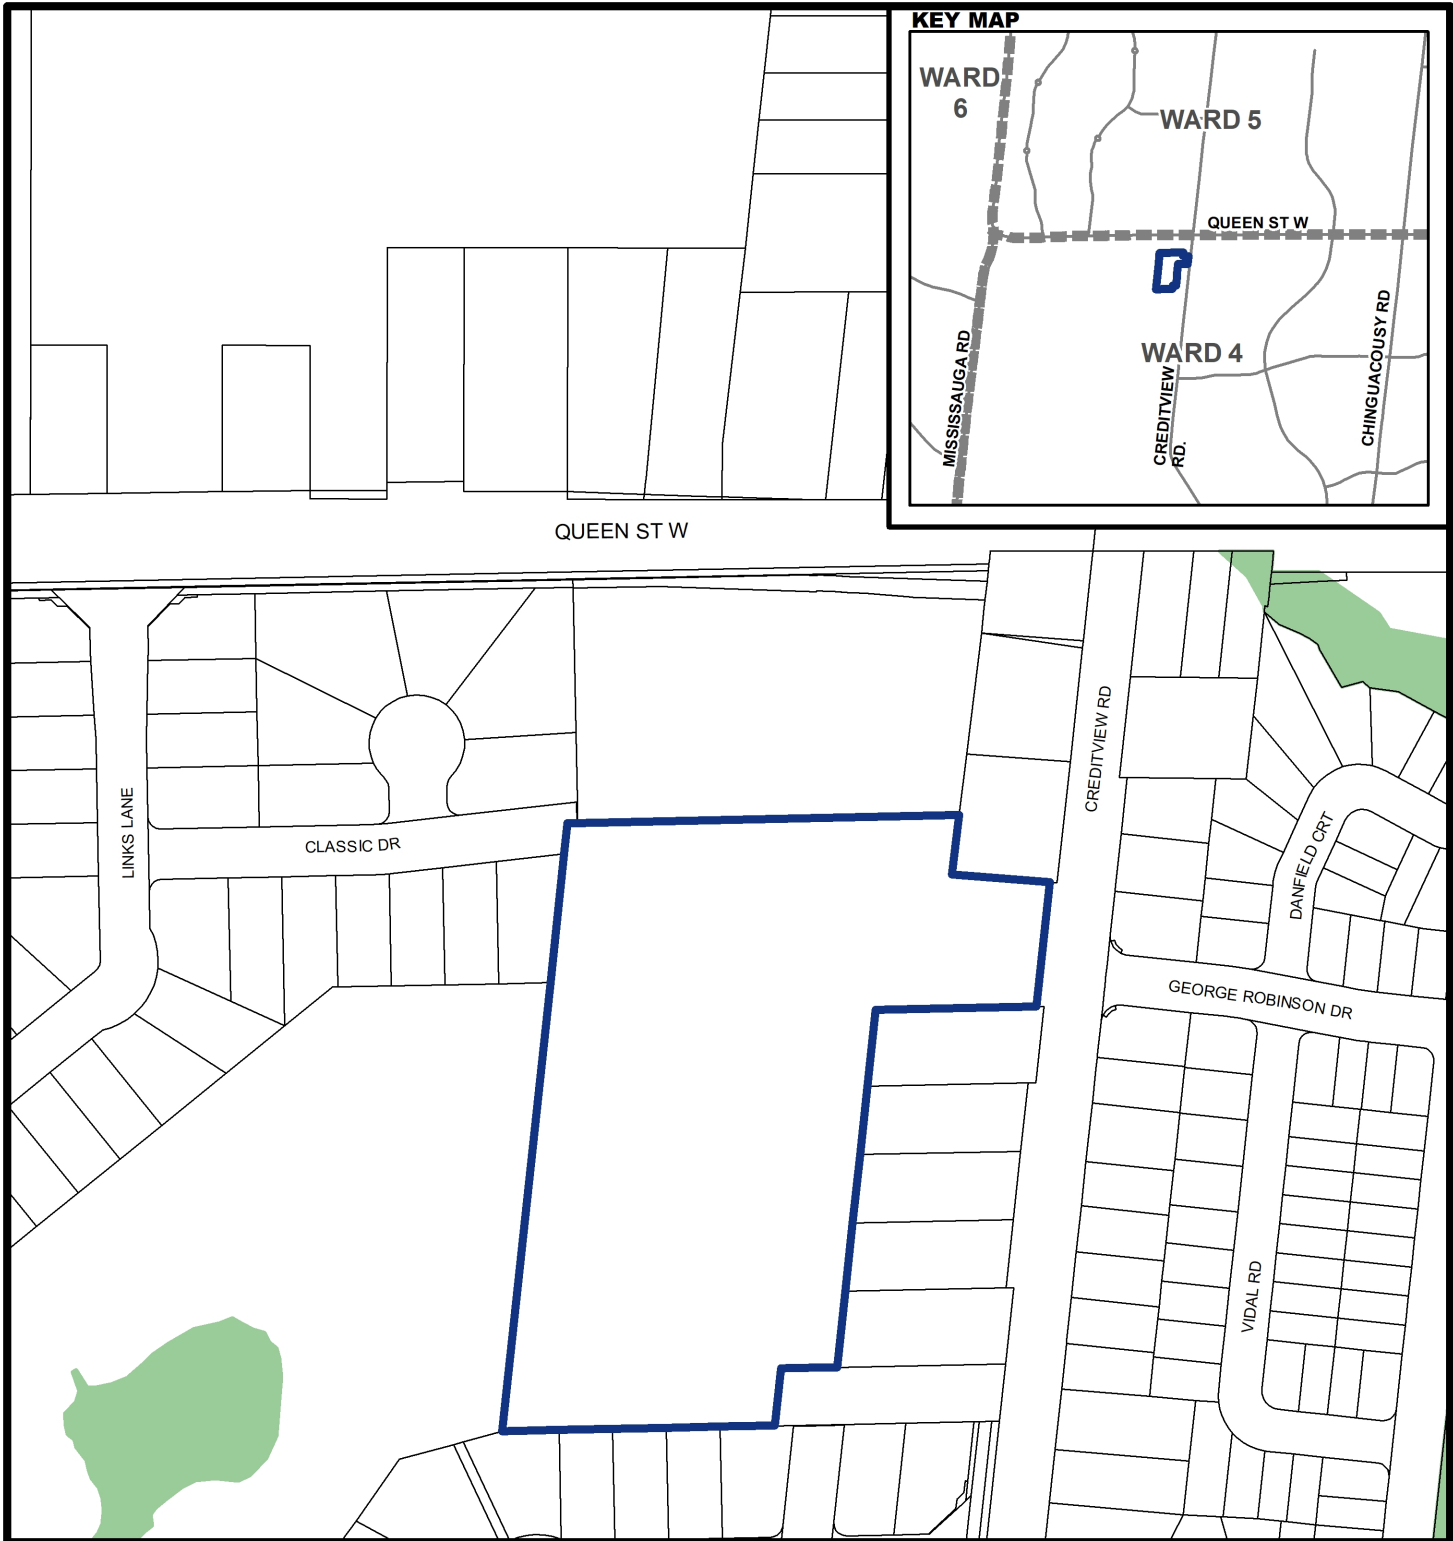 KEY MAP
WARD
6
WARD 5
QUEEN ST W
WARD 4
MISSISSAUGA RD
CREDITVIEW
RD.
CHINGUACOUSY RD
QUEEN ST W
CREDITVIEW RD
LINKS LANE
CLASSIC DR
DANFIELD CRT
GEORGE ROBINSON DR
VIDAL RD